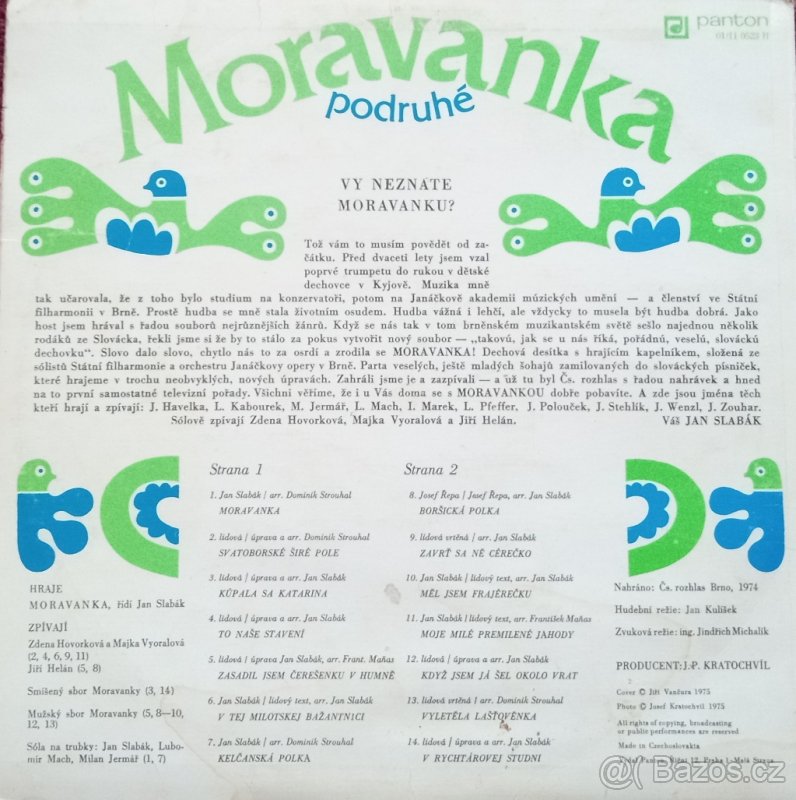 panton
01/11 0523 H
Moravanka
podruhé
VY NEZNÁTE
MORAVANKU?
Tož vám to musím povědět od za-
čátku. Před dvaceti lety jsem vzal
poprvé trumpetu do rukou v dětské
dechovce v Kyjově. Muzika mně
tak učarovala, že z toho bylo studium na konzervatoři, potom na Janáčkově akademii múzických umění — a členství ve Státní
filharmonii v Brně. Prostě hudba se mně stala životním osudem. Hudba vážná i lehčí, ale vždycky to musela být hudba dobrá. Jako
host jsem hrával s řadou souborů nejrůznějších žánrů. Když se nás tak v tom brněnském muzikantském světě sešlo najednou několik
rodáků ze Slovácka, řekli jsme si že by to stálo za pokus vytvořit nový soubor — „takovú, jak se u nás říká, pořádnú, veselú, slováckú
dechovku“. Slovo dalo slovo, chytlo nás to za osrdí a zrodila se MORAVANKA! Dechová desítka s hrajícím kapelníkem, složená ze
sólistů Státní filharmonie a orchestru Janáčkovy opery v Brně. Parta veselých, ještě mladých šohajů zamilovaných do slováckých písniček,
které hrajeme v trochu neobvyklých, nových úpravách. Zahráli jsme je a zazpívali — a už tu byl Čs. rozhlas s řadou nahrávek a hned
na to první samostatné televizní pořady. Všichni věříme, že i u Vás doma se s MORAVANKOU dobře pobavíte. A zde jsou jména těch
kteří hrají a zpívají: J. Havelka, L. Kabourek, M. Jermář, L. Mach, I. Marek, L. Pfeffer, J. Polouček, J. Stehlík, J. Wenzl, J. Zouhar.
Sólově zpívají Zdena Hovorková, Majka Vyoralová a Jiří Helán. Váš JAN SLABÁK
HRAJE
MORAVANKA, řídí Jan Slabák
ZPÍVAJÍ
Zdena Hovorková a Majka Vyoralová
(2, 4, 6, 9, 11)
Jiří Helán (5, 8)
Smíšený sbor Moravanky (3, 14)
Mužský sbor Moravanky (5, 8—10,
12, 13)
Sóla na trubky: Jan Slabák, Lubo-
mír Mach, Milan Jermář (1, 7)
Strana 1
1. Jan Slabák / arr. Dominik Strouhal
MORAVANKA
2. lidová / úprava a arr. Dominik Strouhal
SVATOBORSKÉ ŠIRÉ POLE
3. lidová / úprava a arr. Jan Slabák
KÚPALA SA KATARINA
4. lidová / úprava a arr. Jan Slabák
TO NAŠE STAVENÍ
5. lidová / úprava Jan Slabák, arr. Frant. Maňas
ZASADIL JSEM ČEREŠENKU V HUMNĚ
6. Jan Slabák / lidový text, arr. Jan Slabák
V TEJ MILOTSKEJ BAŽANTNICI
7. Jan Slabák / arr. Dominik Strouhal
KELČANSKÁ POLKA
Strana 2
8. Josef Řepa / Josef Řepa, arr. Jan Slabák
BORŠICKÁ POLKA
9. lidová vrtěná / arr. Jan Slabák
ZAVRŤ SA NĚ CÉREČKO
10. Jan Slabák / lidový text, arr. Jan Slabák
MĚL JSEM FRAJÉREČKU
11. Jan Slabák / lidový text, arr. František Maňas
MOJE MILÉ PREMILENÉ JAHODY
12. lidová / úprava a arr. Jan Slabák
KDYŽ JSEM JÁ ŠEL OKOLO VRAT
13. lidová vrtěná / arr. Dominik Strouhal
VYLETĚLA LAŠŤOVĚNKA
14. lidová / úprava a arr. Jan Slabák
V RYCHTÁROVEJ STUDNI
Nahráno: Čs. rozhlas Brno, 1974
Hudební režie: Jan Kulíšek
Zvuková režie: ing. Jindřich Michalík
PRODUCENT: J.-P. KRATOCHVÍL
Cover © Jiří Vančura 1975
Photo © Josef Kratochvíl 1975
All rights of copying, broadcasting
or public performances are reserved
Made in Czechoslovakia
Vydal Panton, Říční 12, Praha 1 - Malá Strana
@Bazoš.cz